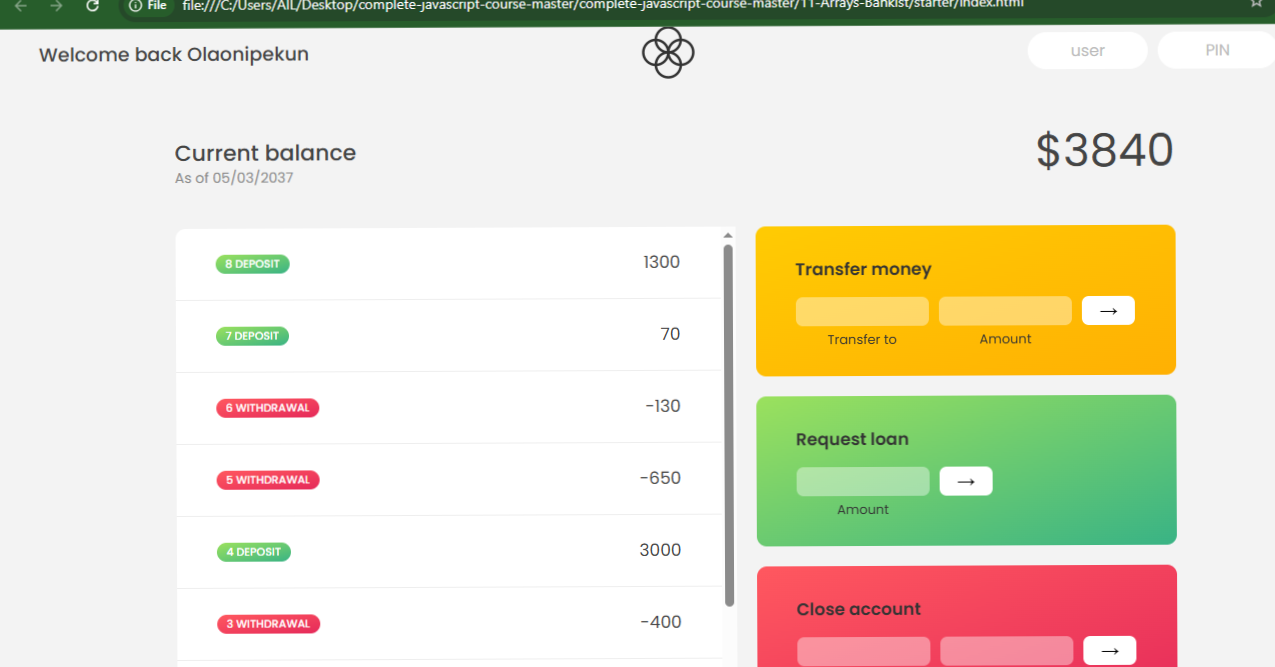 File file:///C:/Users/AIL/Desktop/complete-javascript-course-master/complete-javascript-course-master/11-Arrays-Bankist/starter/index.html
Welcome back Olaonipekun
user
PIN
Current balance
As of 05/03/2037
$3840
8 DEPOSIT 1300
7 DEPOSIT 70
6 WITHDRAWAL -130
5 WITHDRAWAL -650
4 DEPOSIT 3000
3 WITHDRAWAL -400
Transfer money
→
Transfer to Amount
Request loan
→
Amount
Close account
→